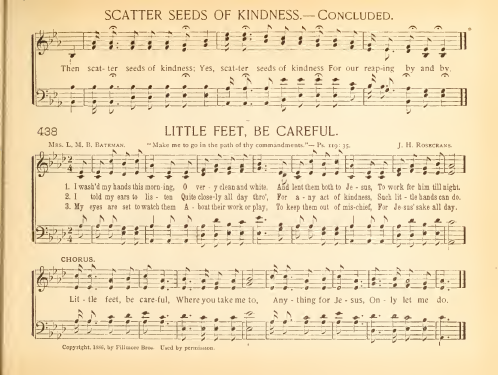 SCATTER SEEDS OF KINDNESS.—CONCLUDED.
Then scat- ter seeds of kindness; Yes, scat- ter seeds of kindness For our reap-ing by and by.
438
LITTLE FEET, BE CAREFUL.
MRS. L. M. B. BATEMAN. "Make me to go in the path of thy commandments."—Ps. 119: 35. J. H. ROSECRANS.
1. I wash'd my hands this morn-ing, O ver - y clean and white. And lent them both to Je - sus, To work for him till night.
2. I told my ears to lis - ten Quite close-ly all day thro', For a - ny act of kindness, Such lit - tle hands can do.
3. My eyes are set to watch them A - bout their work or play, To keep them out of mis-chief, For Je sus' sake all day.
CHORUS.
Lit - tle feet, be care-ful, Where you take me to, Any - thing for Je - sus, On - ly let me do.
Copyright, 1886, by Fillmore Bros. Used by permission.